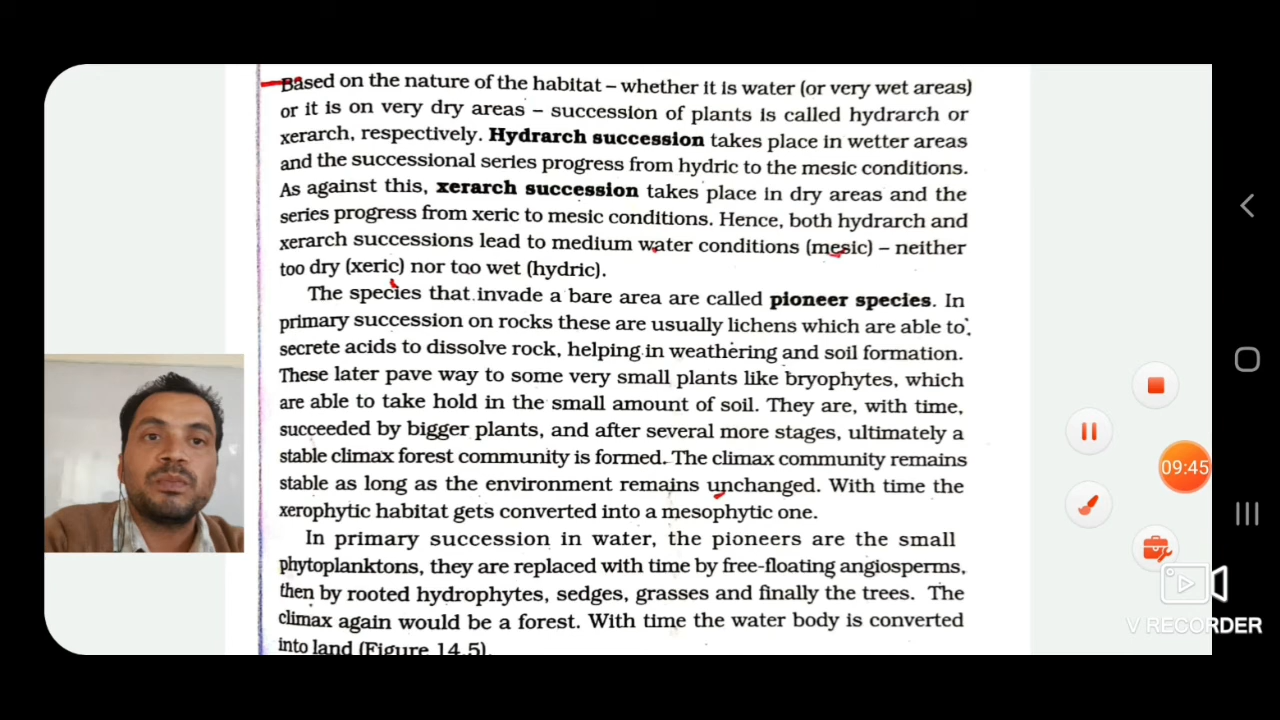 Based on the nature of the habitat – whether it is water (or very wet areas)
or it is on very dry areas – succession of plants is called hydrarch or
xerarch, respectively. Hydrarch succession takes place in wetter areas
and the successional series progress from hydric to the mesic conditions.
As against this, xerarch succession takes place in dry areas and the
series progress from xeric to mesic conditions. Hence, both hydrarch and
xerarch successions lead to medium water conditions (mesic) – neither
too dry (xeric) nor too wet (hydric).
The species that invade a bare area are called pioneer species. In
primary succession on rocks these are usually lichens which are able to
secrete acids to dissolve rock, helping in weathering and soil formation.
These later pave way to some very small plants like bryophytes, which
are able to take hold in the small amount of soil. They are, with time,
succeeded by bigger plants, and after several more stages, ultimately a
stable climax forest community is formed. The climax community remains
stable as long as the environment remains unchanged. With time the
xerophytic habitat gets converted into a mesophytic one.
In primary succession in water, the pioneers are the small
phytoplanktons, they are replaced with time by free-floating angiosperms,
then by rooted hydrophytes, sedges, grasses and finally the trees. The
climax again would be a forest. With time the water body is converted
into land (Figure 14.5).
09:45
V RECORDER